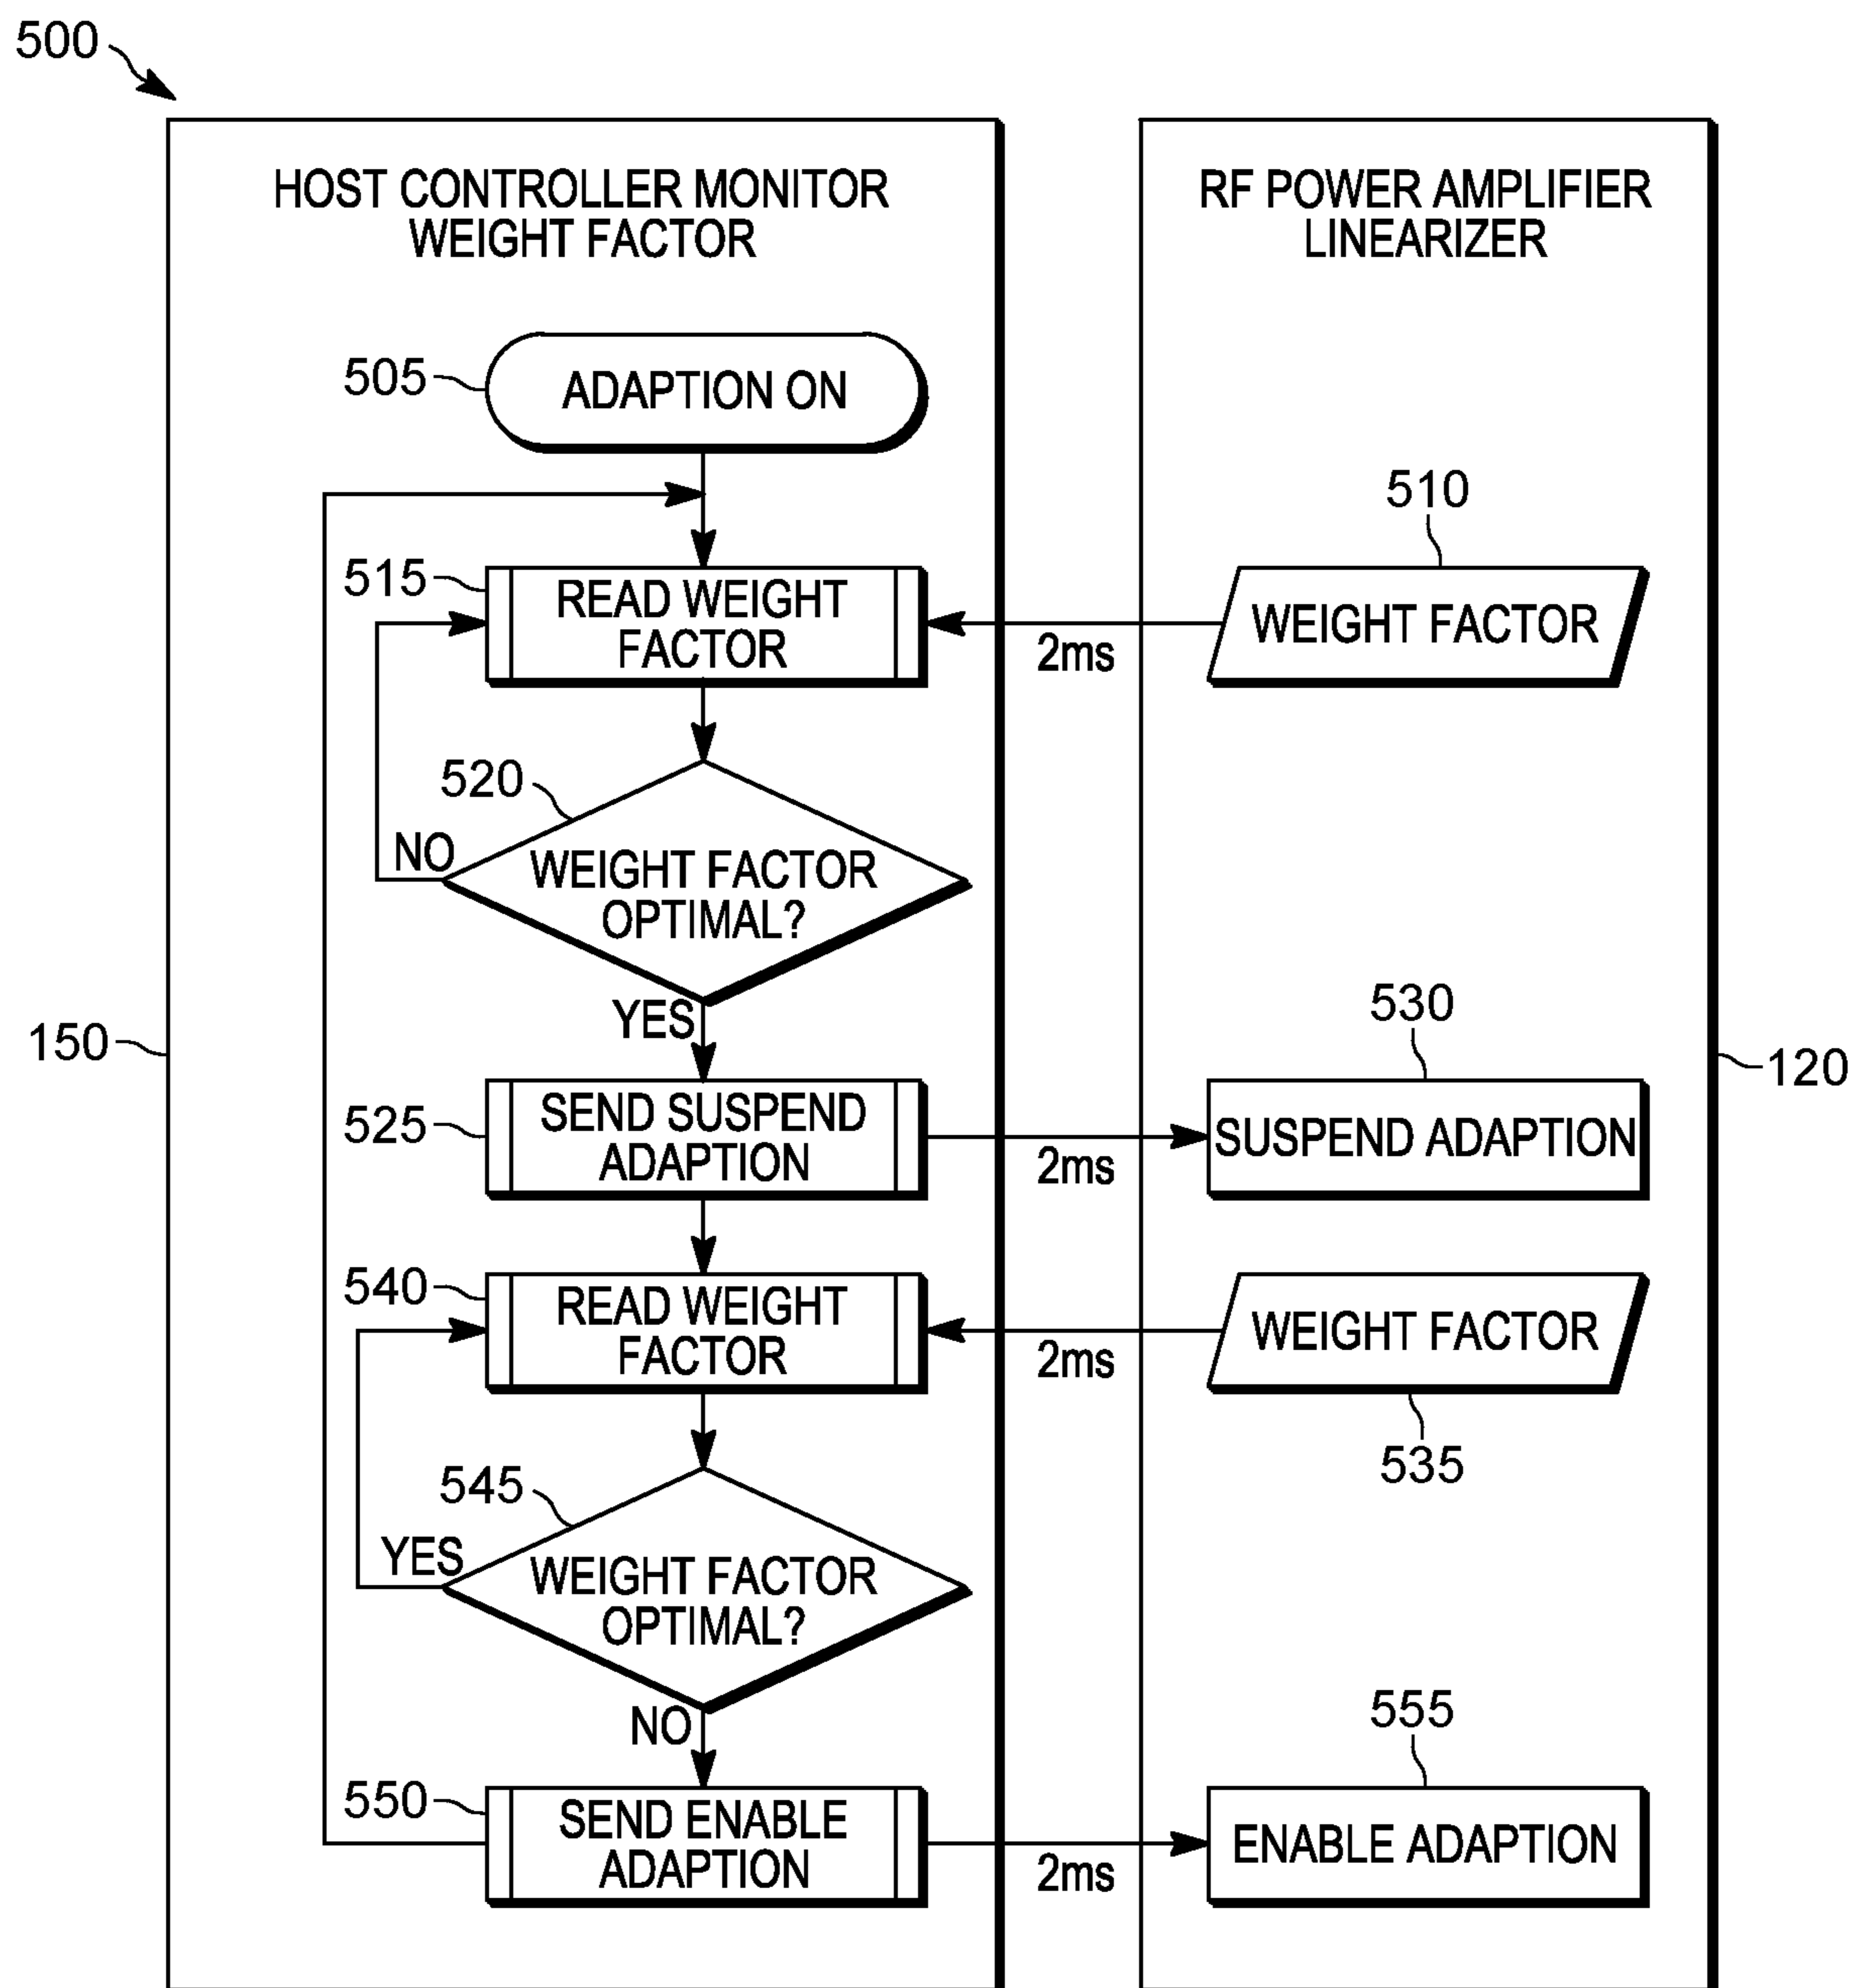 500
HOST CONTROLLER MONITOR
WEIGHT FACTOR
RF POWER AMPLIFIER
LINEARIZER
505
ADAPTION ON
510
515
READ WEIGHT
FACTOR
2ms
WEIGHT FACTOR
520
NO
WEIGHT FACTOR
OPTIMAL?
YES
150
530
120
525
SEND SUSPEND
ADAPTION
2ms
SUSPEND ADAPTION
540
READ WEIGHT
FACTOR
2ms
WEIGHT FACTOR
535
545
YES
WEIGHT FACTOR
OPTIMAL?
NO
555
550
SEND ENABLE
ADAPTION
2ms
ENABLE ADAPTION